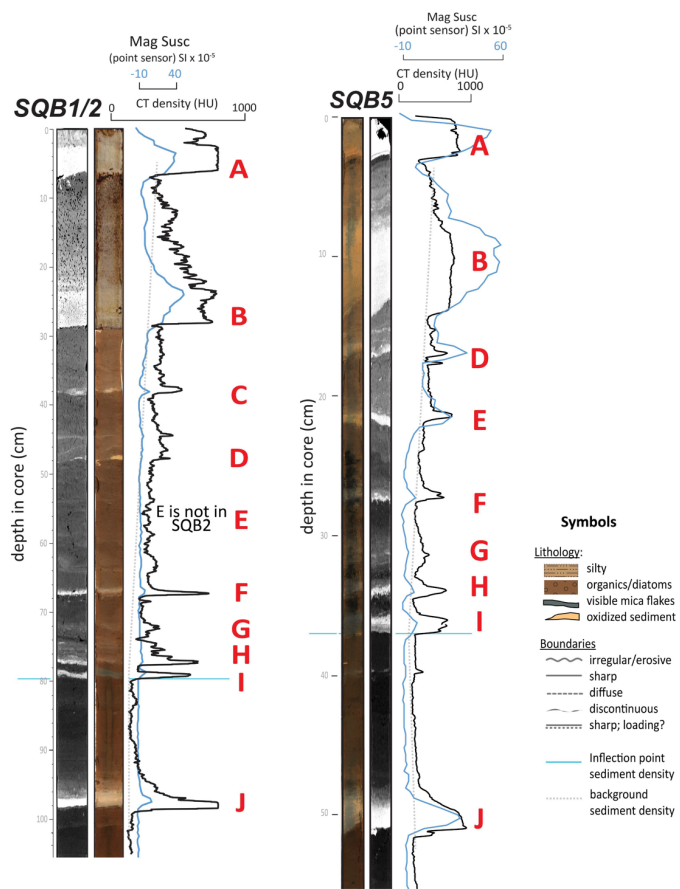 Mag Susc
(point sensor) SI x 10-5
-10 40
CT density (HU)
SQB1/2 0 1000
depth in core (cm)
0
10
20
30
40
50
60
70
80
90
100
A
B
C
D
E is not in
SQB2
E
F
G
H
I
J
Mag Susc
(point sensor) SI x 10-5
-10 60
CT density (HU)
SQB5 0 1000
depth in core (cm)
0
10
20
30
40
50
A
B
D
E
F
G
H
I
J
Symbols
Lithology:
silty
organics/diatoms
visible mica flakes
oxidized sediment
Boundaries
irregular/erosive
sharp
diffuse
discontinuous
sharp; loading?
Inflection point
sediment density
background
sediment density